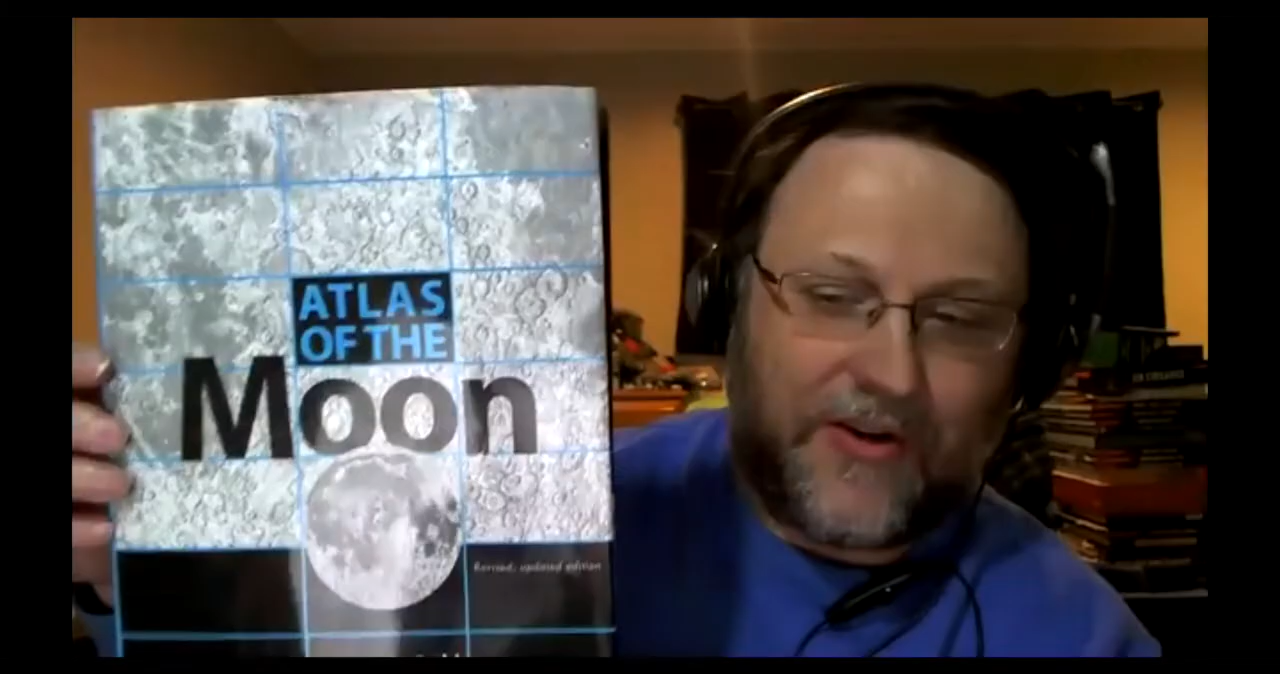 ATLAS
OF THE
Moon
Revised, updated edition